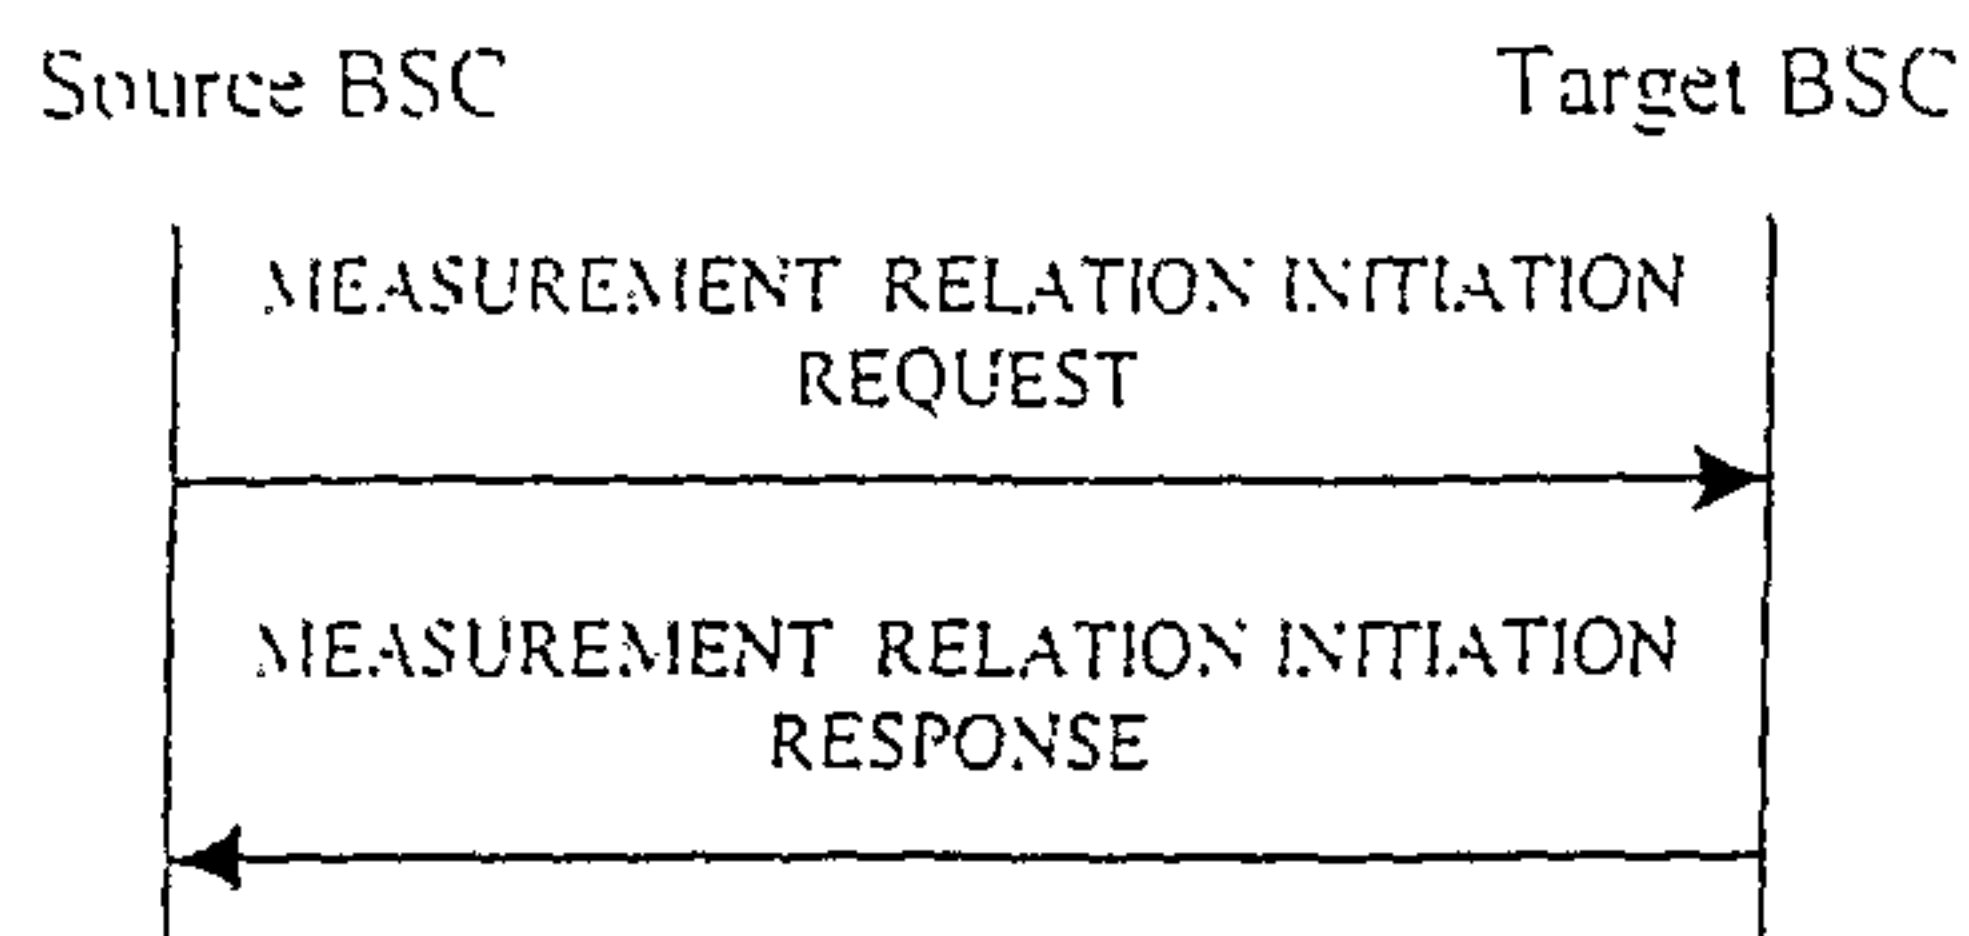 Source BSC
Target BSC
MEASUREMENT RELATION INITIATION
REQUEST
MEASUREMENT RELATION INITIATION
RESPONSE